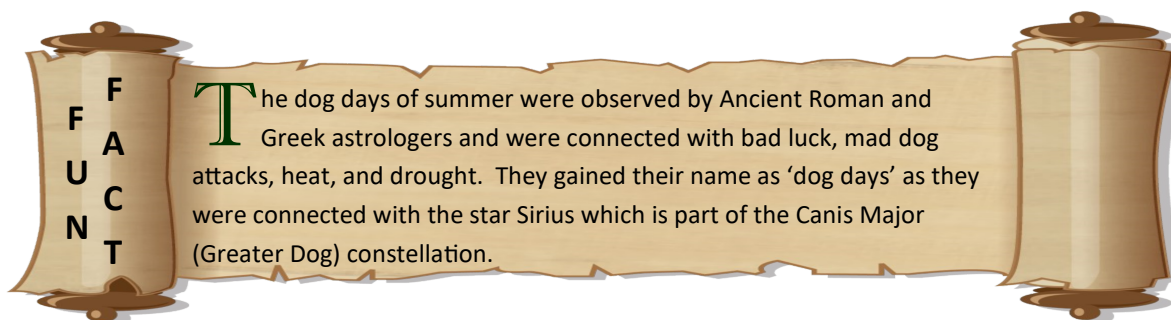 FUN
FACT
The dog days of summer were observed by Ancient Roman and
Greek astrologers and were connected with bad luck, mad dog
attacks, heat, and drought.  They gained their name as ‘dog days’ as they
were connected with the star Sirius which is part of the Canis Major
(Greater Dog) constellation.